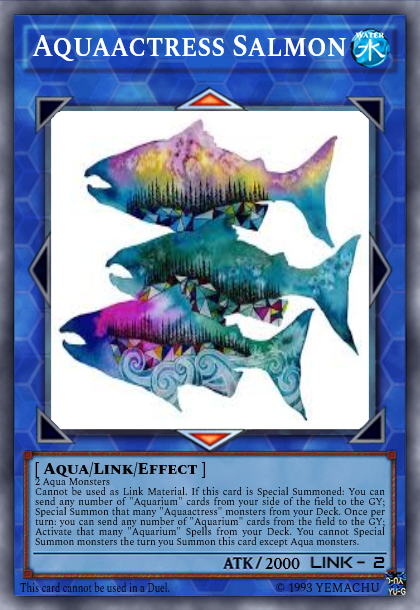 AQUAACTRESS SALMON
WATER
水
[ AQUA/LINK/EFFECT ]
2 Aqua Monsters
Cannot be used as Link Material. If this card is Special Summoned: You can
send any number of "Aquarium" cards from your side of the field to the GY;
Special Summon that many "Aquaactress" monsters from your Deck. Once per
turn: you can send any number of "Aquarium" cards from the field to the GY;
Activate that many "Aquarium" Spells from your Deck. You cannot Special
Summon monsters the turn you Summon this card except Aqua monsters.
ATK/2000 LINK-2
This card cannot be used in a Duel.
© 1993 YEMACHU